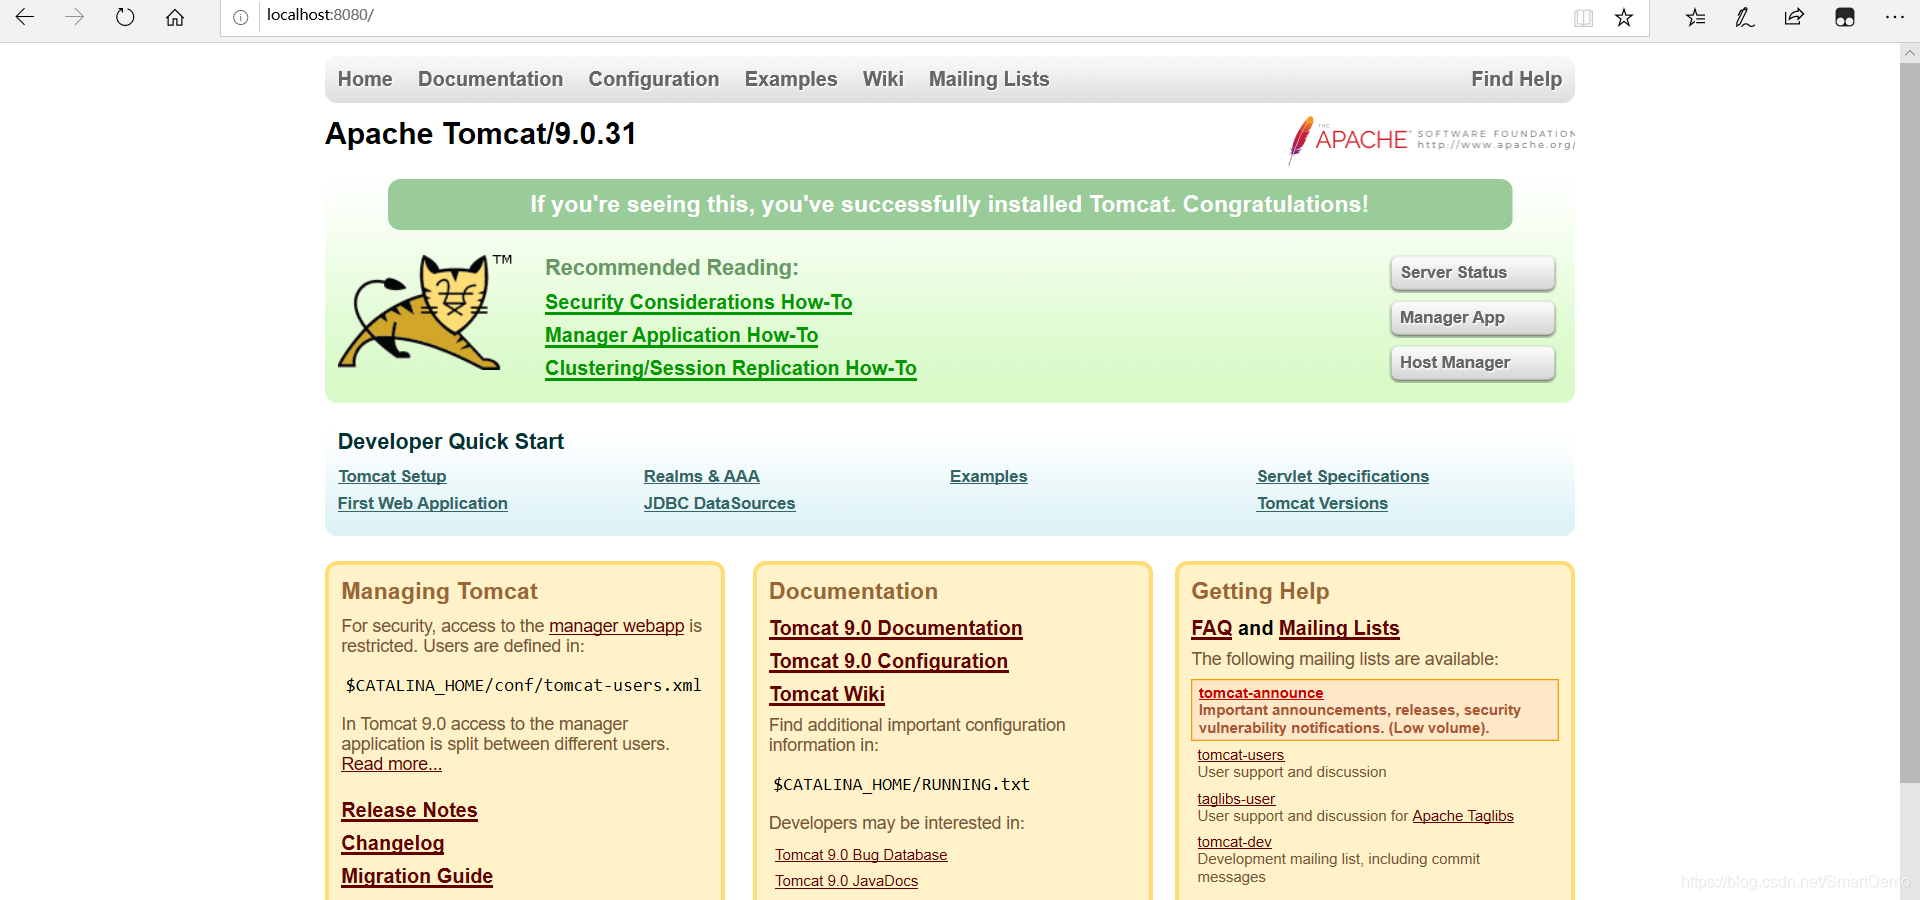 localhost:8080/
Home Documentation Configuration Examples Wiki Mailing Lists Find Help
Apache Tomcat/9.0.31
THE APACHE SOFTWARE FOUNDATION
http://www.apache.org/
If you're seeing this, you've successfully installed Tomcat. Congratulations!
TM
Recommended Reading:
Security Considerations How-To
Manager Application How-To
Clustering/Session Replication How-To
Server Status
Manager App
Host Manager
Developer Quick Start
Tomcat Setup
First Web Application
Realms & AAA
JDBC DataSources
Examples
Servlet Specifications
Tomcat Versions
Managing Tomcat
For security, access to the manager webapp is
restricted. Users are defined in:
$CATALINA_HOME/conf/tomcat-users.xml
In Tomcat 9.0 access to the manager
application is split between different users.
Read more...
Release Notes
Changelog
Migration Guide
Documentation
Tomcat 9.0 Documentation
Tomcat 9.0 Configuration
Tomcat Wiki
Find additional important configuration
information in:
$CATALINA_HOME/RUNNING.txt
Developers may be interested in:
Tomcat 9.0 Bug Database
Tomcat 9.0 JavaDocs
Getting Help
FAQ and Mailing Lists
The following mailing lists are available:
tomcat-announce
Important announcements, releases, security
vulnerability notifications. (Low volume).
tomcat-users
User support and discussion
taglibs-user
User support and discussion for Apache Taglibs
tomcat-dev
Development mailing list, including commit
messages
https://blog.csdn.net/SmartDemo